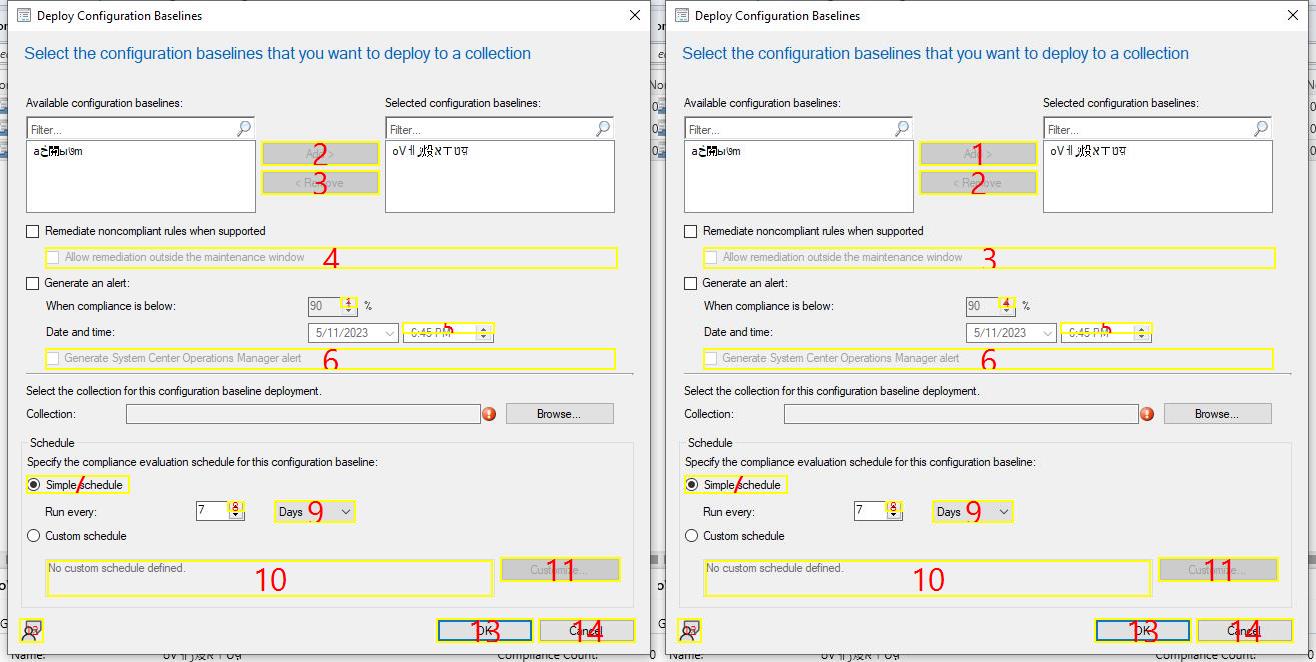 Deploy Configuration Baselines
Select the configuration baselines that you want to deploy to a collection
Available configuration baselines:
Selected configuration baselines:
Filter...
Filter...
2
Add >
3
< Remove
Remediate noncompliant rules when supported
Allow remediation outside the maintenance window
4
Generate an alert:
When compliance is below:
90
1
%
Date and time:
5/11/2023
6:45 PM
5
Generate System Center Operations Manager alert
6
Select the collection for this configuration baseline deployment.
Collection:
Browse...
Schedule
Specify the compliance evaluation schedule for this configuration baseline:
Simple schedule
7
Run every:
7
8
Days
9
Custom schedule
No custom schedule defined.
10
Customize...
11
OK
13
Cancel
14
Name:
Compliance Count:
0
Deploy Configuration Baselines
Select the configuration baselines that you want to deploy to a collection
Available configuration baselines:
Selected configuration baselines:
Filter...
Filter...
1
Add >
2
< Remove
Remediate noncompliant rules when supported
Allow remediation outside the maintenance window
3
Generate an alert:
When compliance is below:
90
4
%
Date and time:
5/11/2023
6:45 PM
5
Generate System Center Operations Manager alert
6
Select the collection for this configuration baseline deployment.
Collection:
Browse...
Schedule
Specify the compliance evaluation schedule for this configuration baseline:
Simple schedule
7
Run every:
7
8
Days
9
Custom schedule
No custom schedule defined.
10
Customize...
11
OK
13
Cancel
14
Name:
Compliance Count:
0